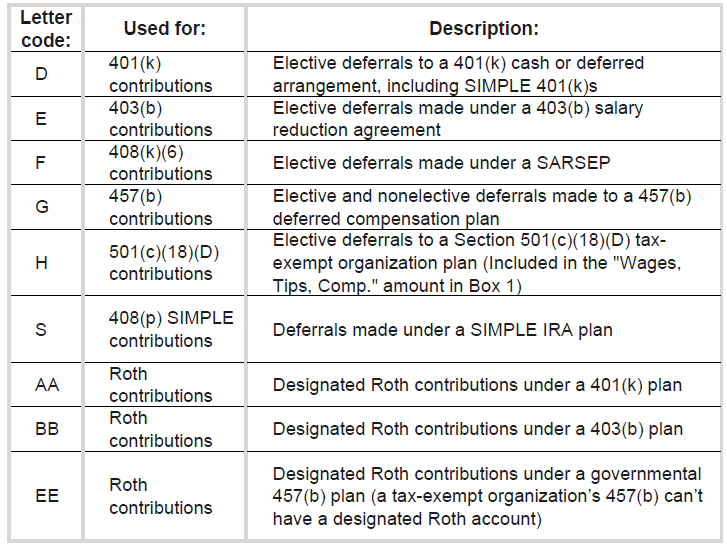 Letter code: Used for: Description:
D 401(k) contributions Elective deferrals to a 401(k) cash or deferred arrangement, including SIMPLE 401(k)s
E 403(b) contributions Elective deferrals made under a 403(b) salary reduction agreement
F 408(k)(6) contributions Elective deferrals made under a SARSEP
G 457(b) contributions Elective and nonelective deferrals made to a 457(b) deferred compensation plan
H 501(c)(18)(D) contributions Elective deferrals to a Section 501(c)(18)(D) tax-exempt organization plan (Included in the "Wages, Tips, Comp." amount in Box 1)
S 408(p) SIMPLE contributions Deferrals made under a SIMPLE IRA plan
AA Roth contributions Designated Roth contributions under a 401(k) plan
BB Roth contributions Designated Roth contributions under a 403(b) plan
EE Roth contributions Designated Roth contributions under a governmental 457(b) plan (a tax-exempt organization's 457(b) can't have a designated Roth account)